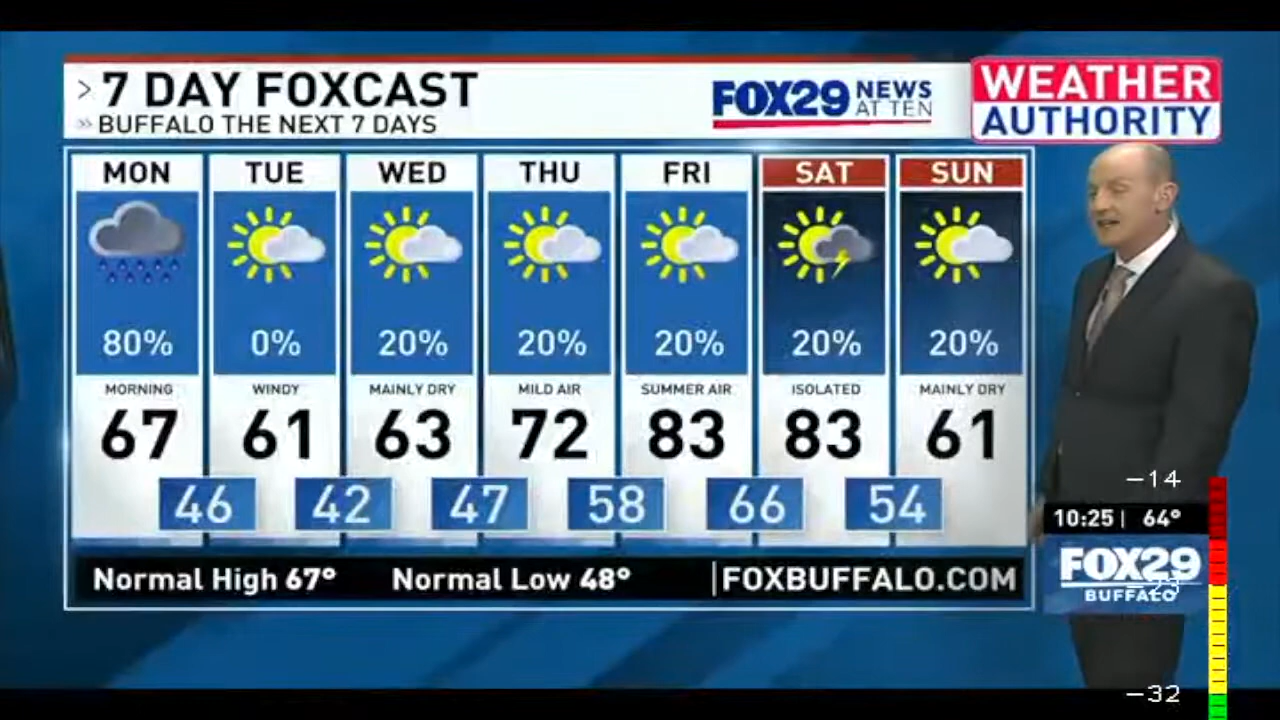 > 7 DAY FOXCAST
» BUFFALO THE NEXT 7 DAYS
FOX29 NEWS AT TEN
WEATHER AUTHORITY
MON TUE WED THU FRI SAT SUN
80% 0% 20% 20% 20% 20% 20%
MORNING WINDY MAINLY DRY MILD AIR SUMMER AIR ISOLATED MAINLY DRY
67 61 63 72 83 83 61
46 42 47 58 66 54
Normal High 67° Normal Low 48° | FOXBUFFALO.COM
-14
10:25 | 64°
FOX29
-23
BUFFALO
-32